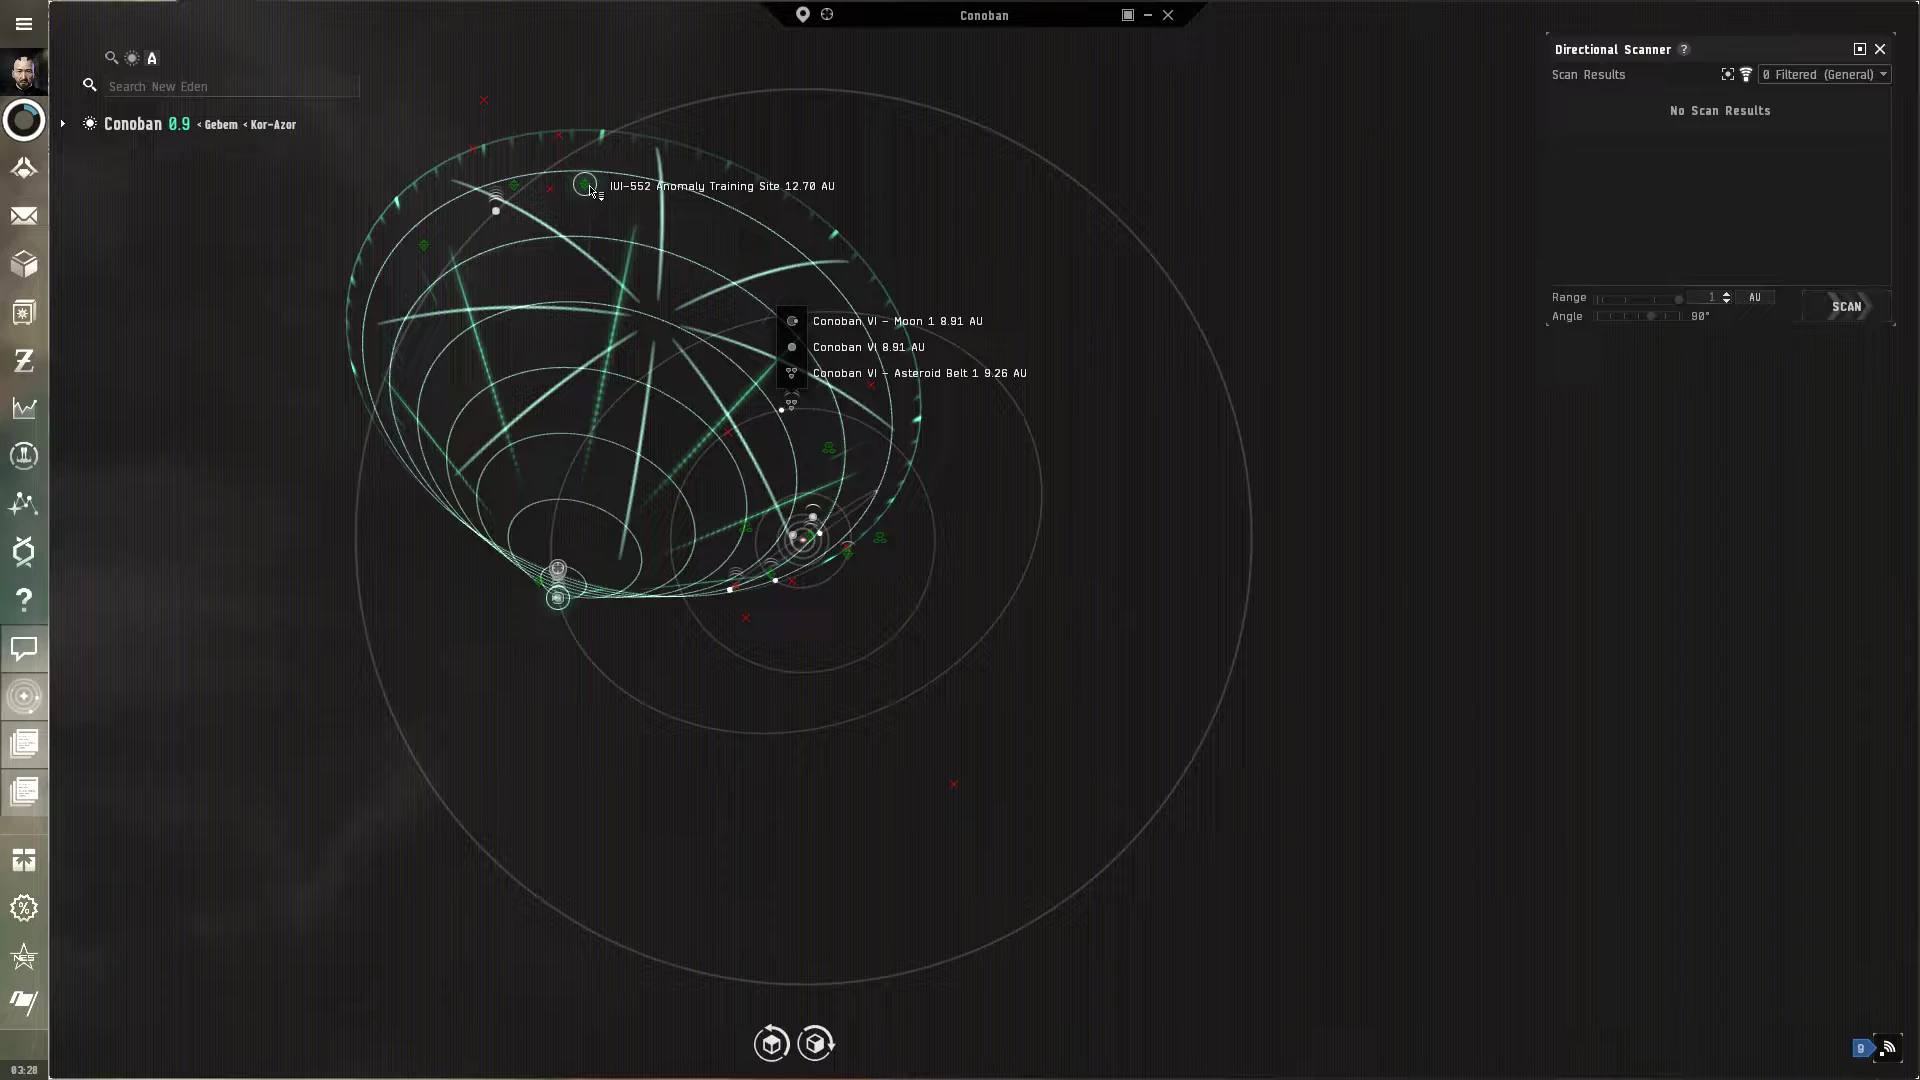 Conoban
A
Search New Eden
Conoban 0.9 < Gebem < Kor-Azor
IUI-552 Anomaly Training Site 12.70 AU
Conoban VI - Moon 1 8.91 AU
Conoban VI 8.91 AU
Conoban VI - Asteroid Belt 1 9.26 AU
Directional Scanner ?
Scan Results
0 Filtered (General)
No Scan Results
Range 1 AU
Angle 90°
SCAN
?
NES
03:28
9